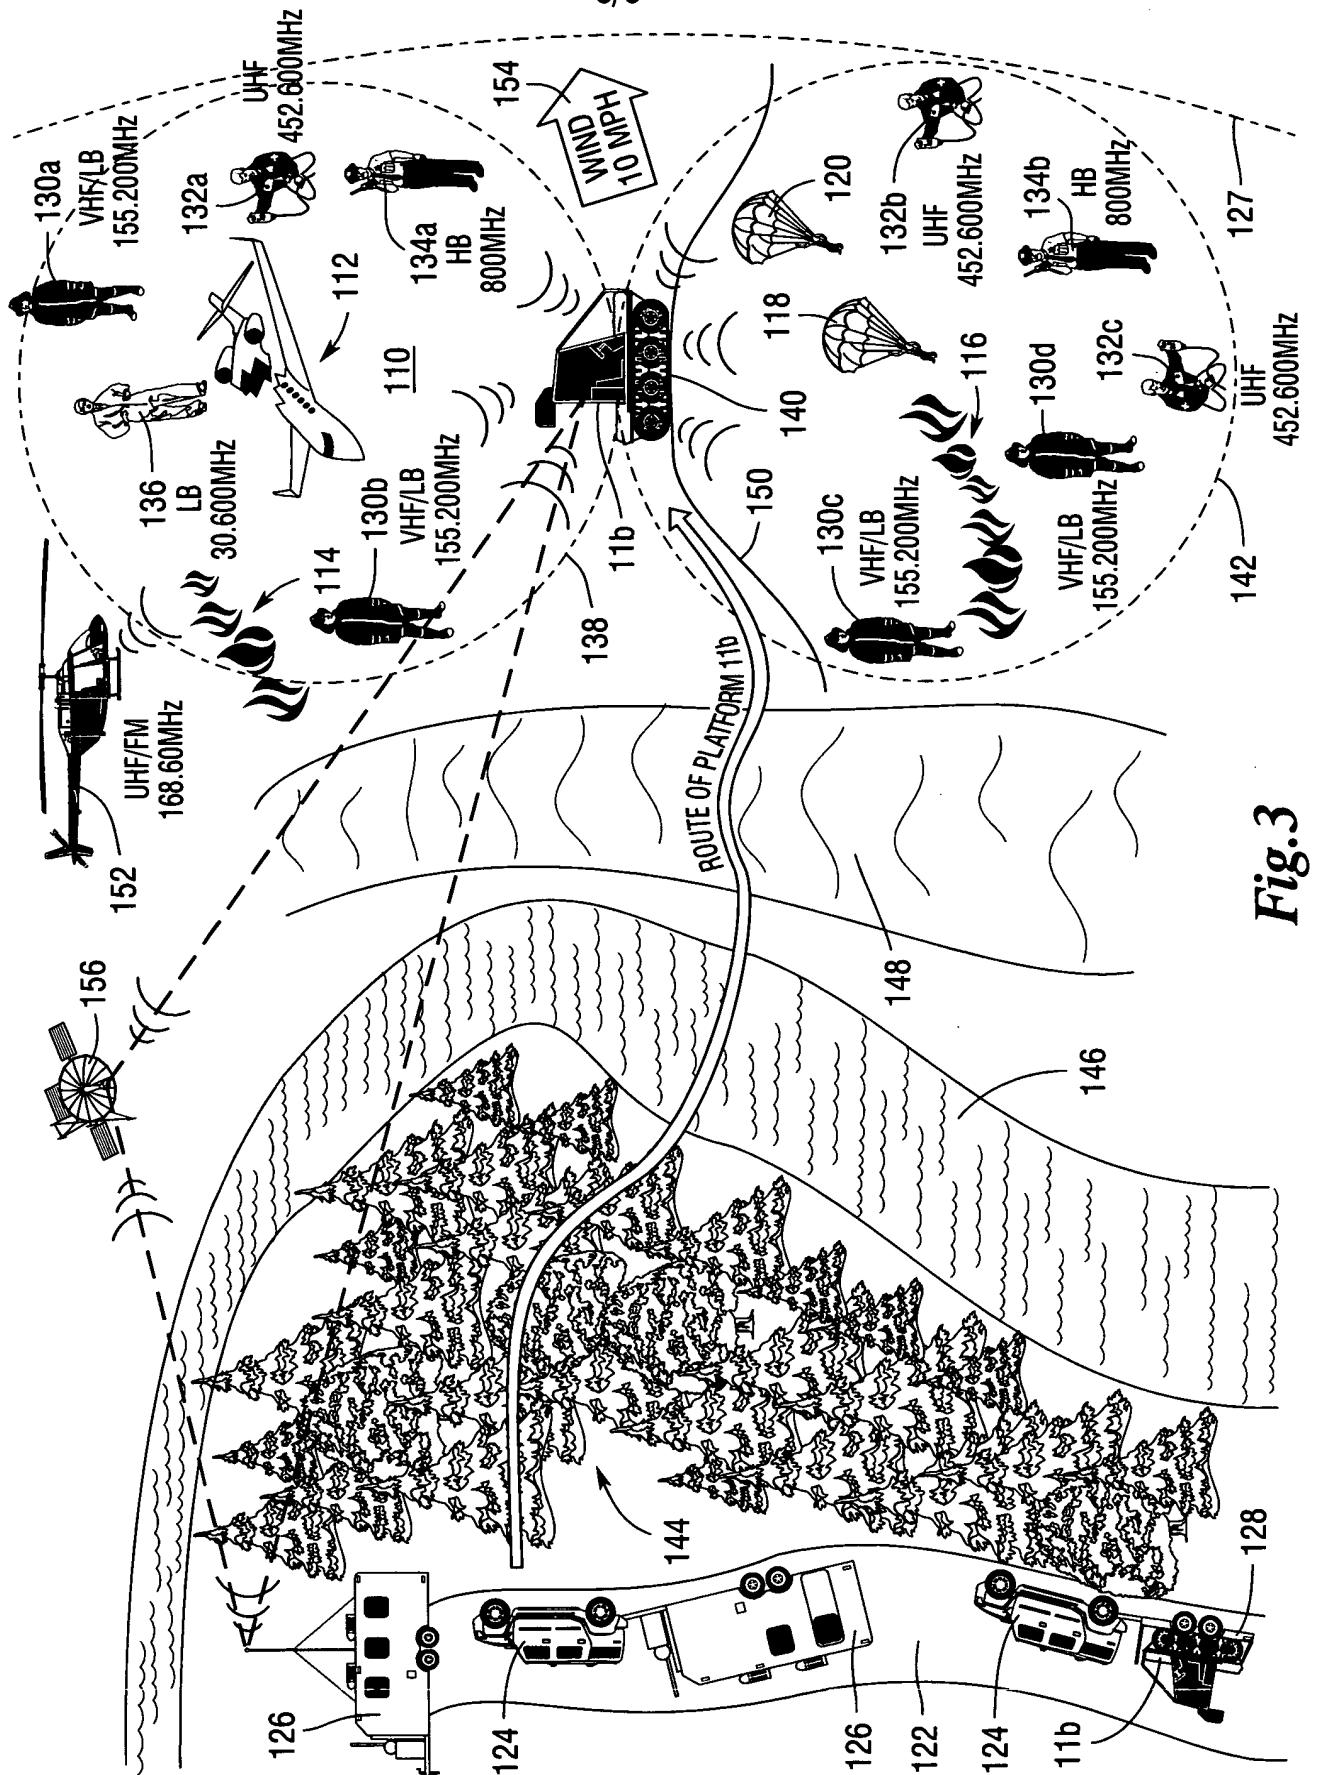 130a
VHF/LB
155.200MHz
UHF
452.600MHz
132a
154
WIND
10 MPH
134a
HB
800MHz
112
110
136
LB
30.600MHz
114
130b
VHF/LB
155.200MHz
138
11b
140
150
120
118
116
132b
UHF
452.600MHz
134b
HB
800MHz
127
132c
UHF
452.600MHz
130d
VHF/LB
155.200MHz
130c
VHF/LB
155.200MHz
142
UHF/FM
168.60MHz
152
156
ROUTE OF PLATFORM 11b
148
146
144
126
124
126
122
124
11b
128
Fig.3